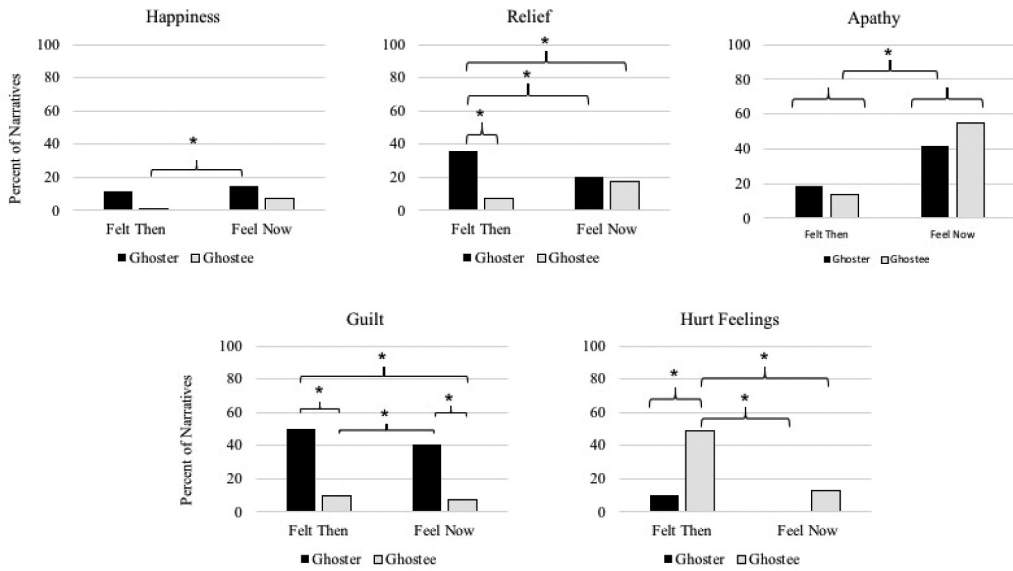 Happiness
Percent of Narratives
100
80
60
40
20
0
*
Felt Then Feel Now
Ghoster Ghostee
Relief
100
80
60
40
20
0
*
*
*
Felt Then Feel Now
Ghoster Ghostee
Apathy
100
80
60
40
20
0
*
Felt Then Feel Now
Ghoster Ghostee
Guilt
Percent of Narratives
100
80
60
40
20
0
*
*
*
*
Felt Then Feel Now
Ghoster Ghostee
Hurt Feelings
100
80
60
40
20
0
*
*
*
Felt Then Feel Now
Ghoster Ghostee